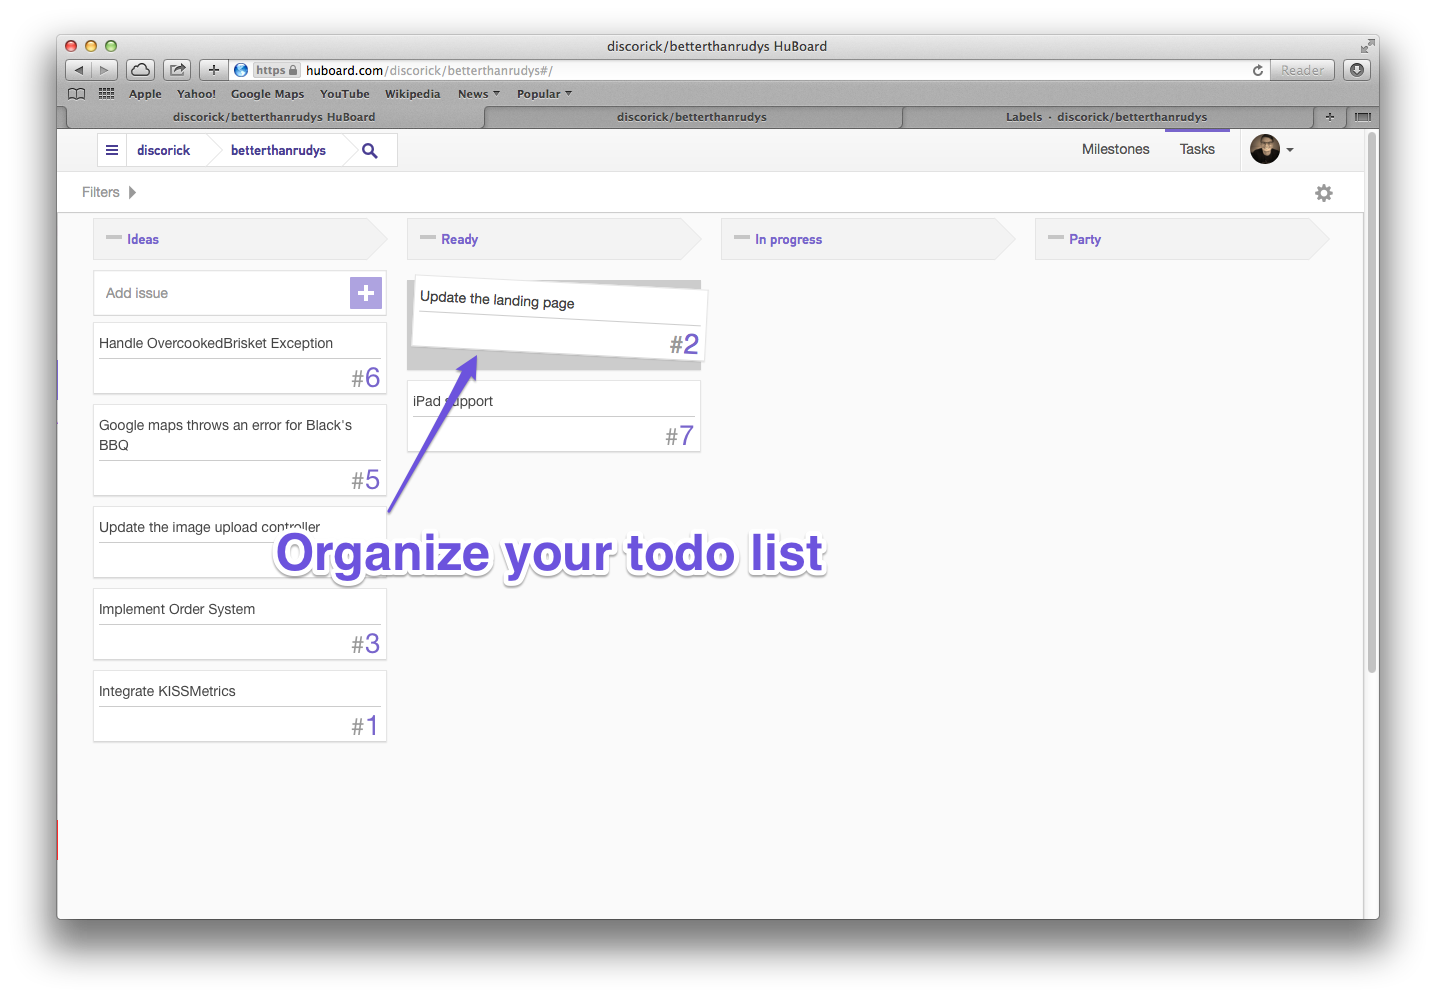 discorick/betterthanrudys HuBoard
https huboard.com/discorick/betterthanrudys#/
Reader
Apple Yahoo! Google Maps YouTube Wikipedia News Popular
discorick/betterthanrudys HuBoard
discorick/betterthanrudys
Labels · discorick/betterthanrudys
discorick betterthanrudys
Milestones Tasks
Filters
Ideas
Add issue
Handle OvercookedBrisket Exception
#6
Google maps throws an error for Black's
BBQ
#5
Update the image upload controller
Implement Order System
#3
Integrate KISSMetrics
#1
Ready
Update the landing page
#2
iPad support
#7
In progress
Party
Organize your todo list